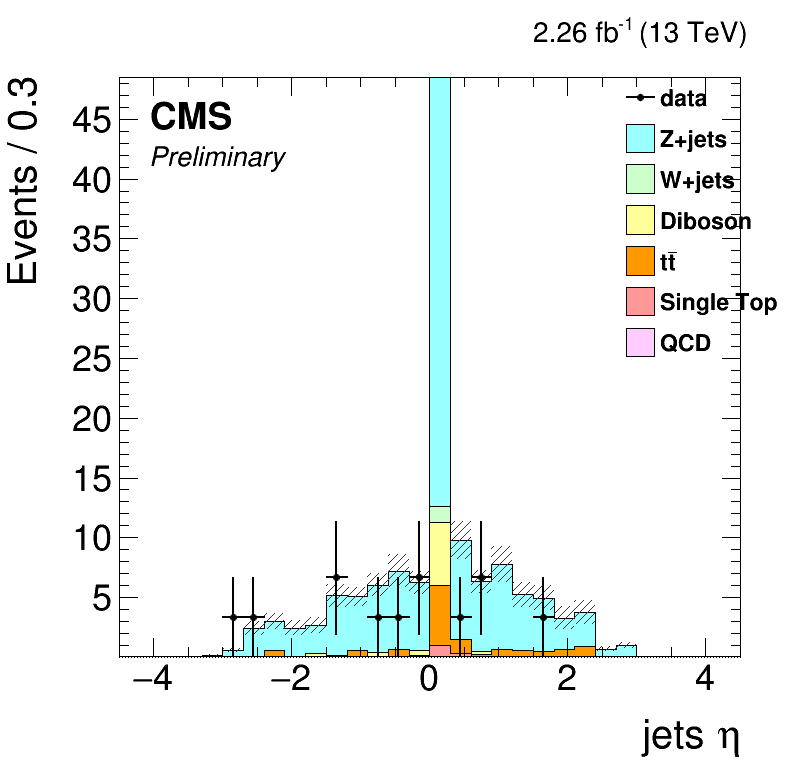 2.26 fb-1 (13 TeV)
CMS
Preliminary
data
Z+jets
W+jets
Diboson
tt̄
Single Top
QCD
Events / 0.3
45
40
35
30
25
20
15
10
5
−4 −2 0 2 4
jets η